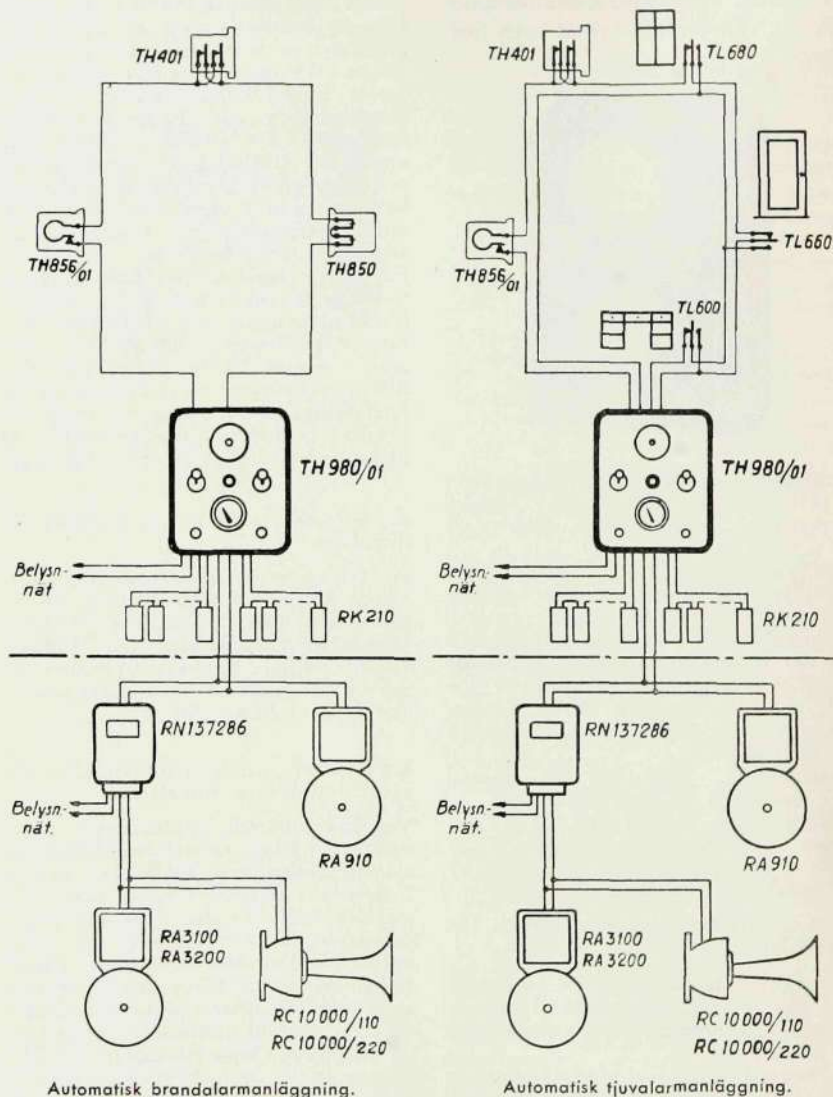 TH401
TH856/01
TH850
TH980/01
Belysn-
nät
RK210
RN137286
Belysn-
nät.
RA910
RA3100
RA3200
RC10000/110
RC10000/220
Automatisk brandalarmanläggning.
TH401
TL680
TH856/01
TL660
TL600
TH980/01
Belysn-
nät.
RK210
RN137286
Belysn-
nät.
RA910
RA3100
RA3200
RC10000/110
RC10000/220
Automatisk tjuvalarmanläggning.